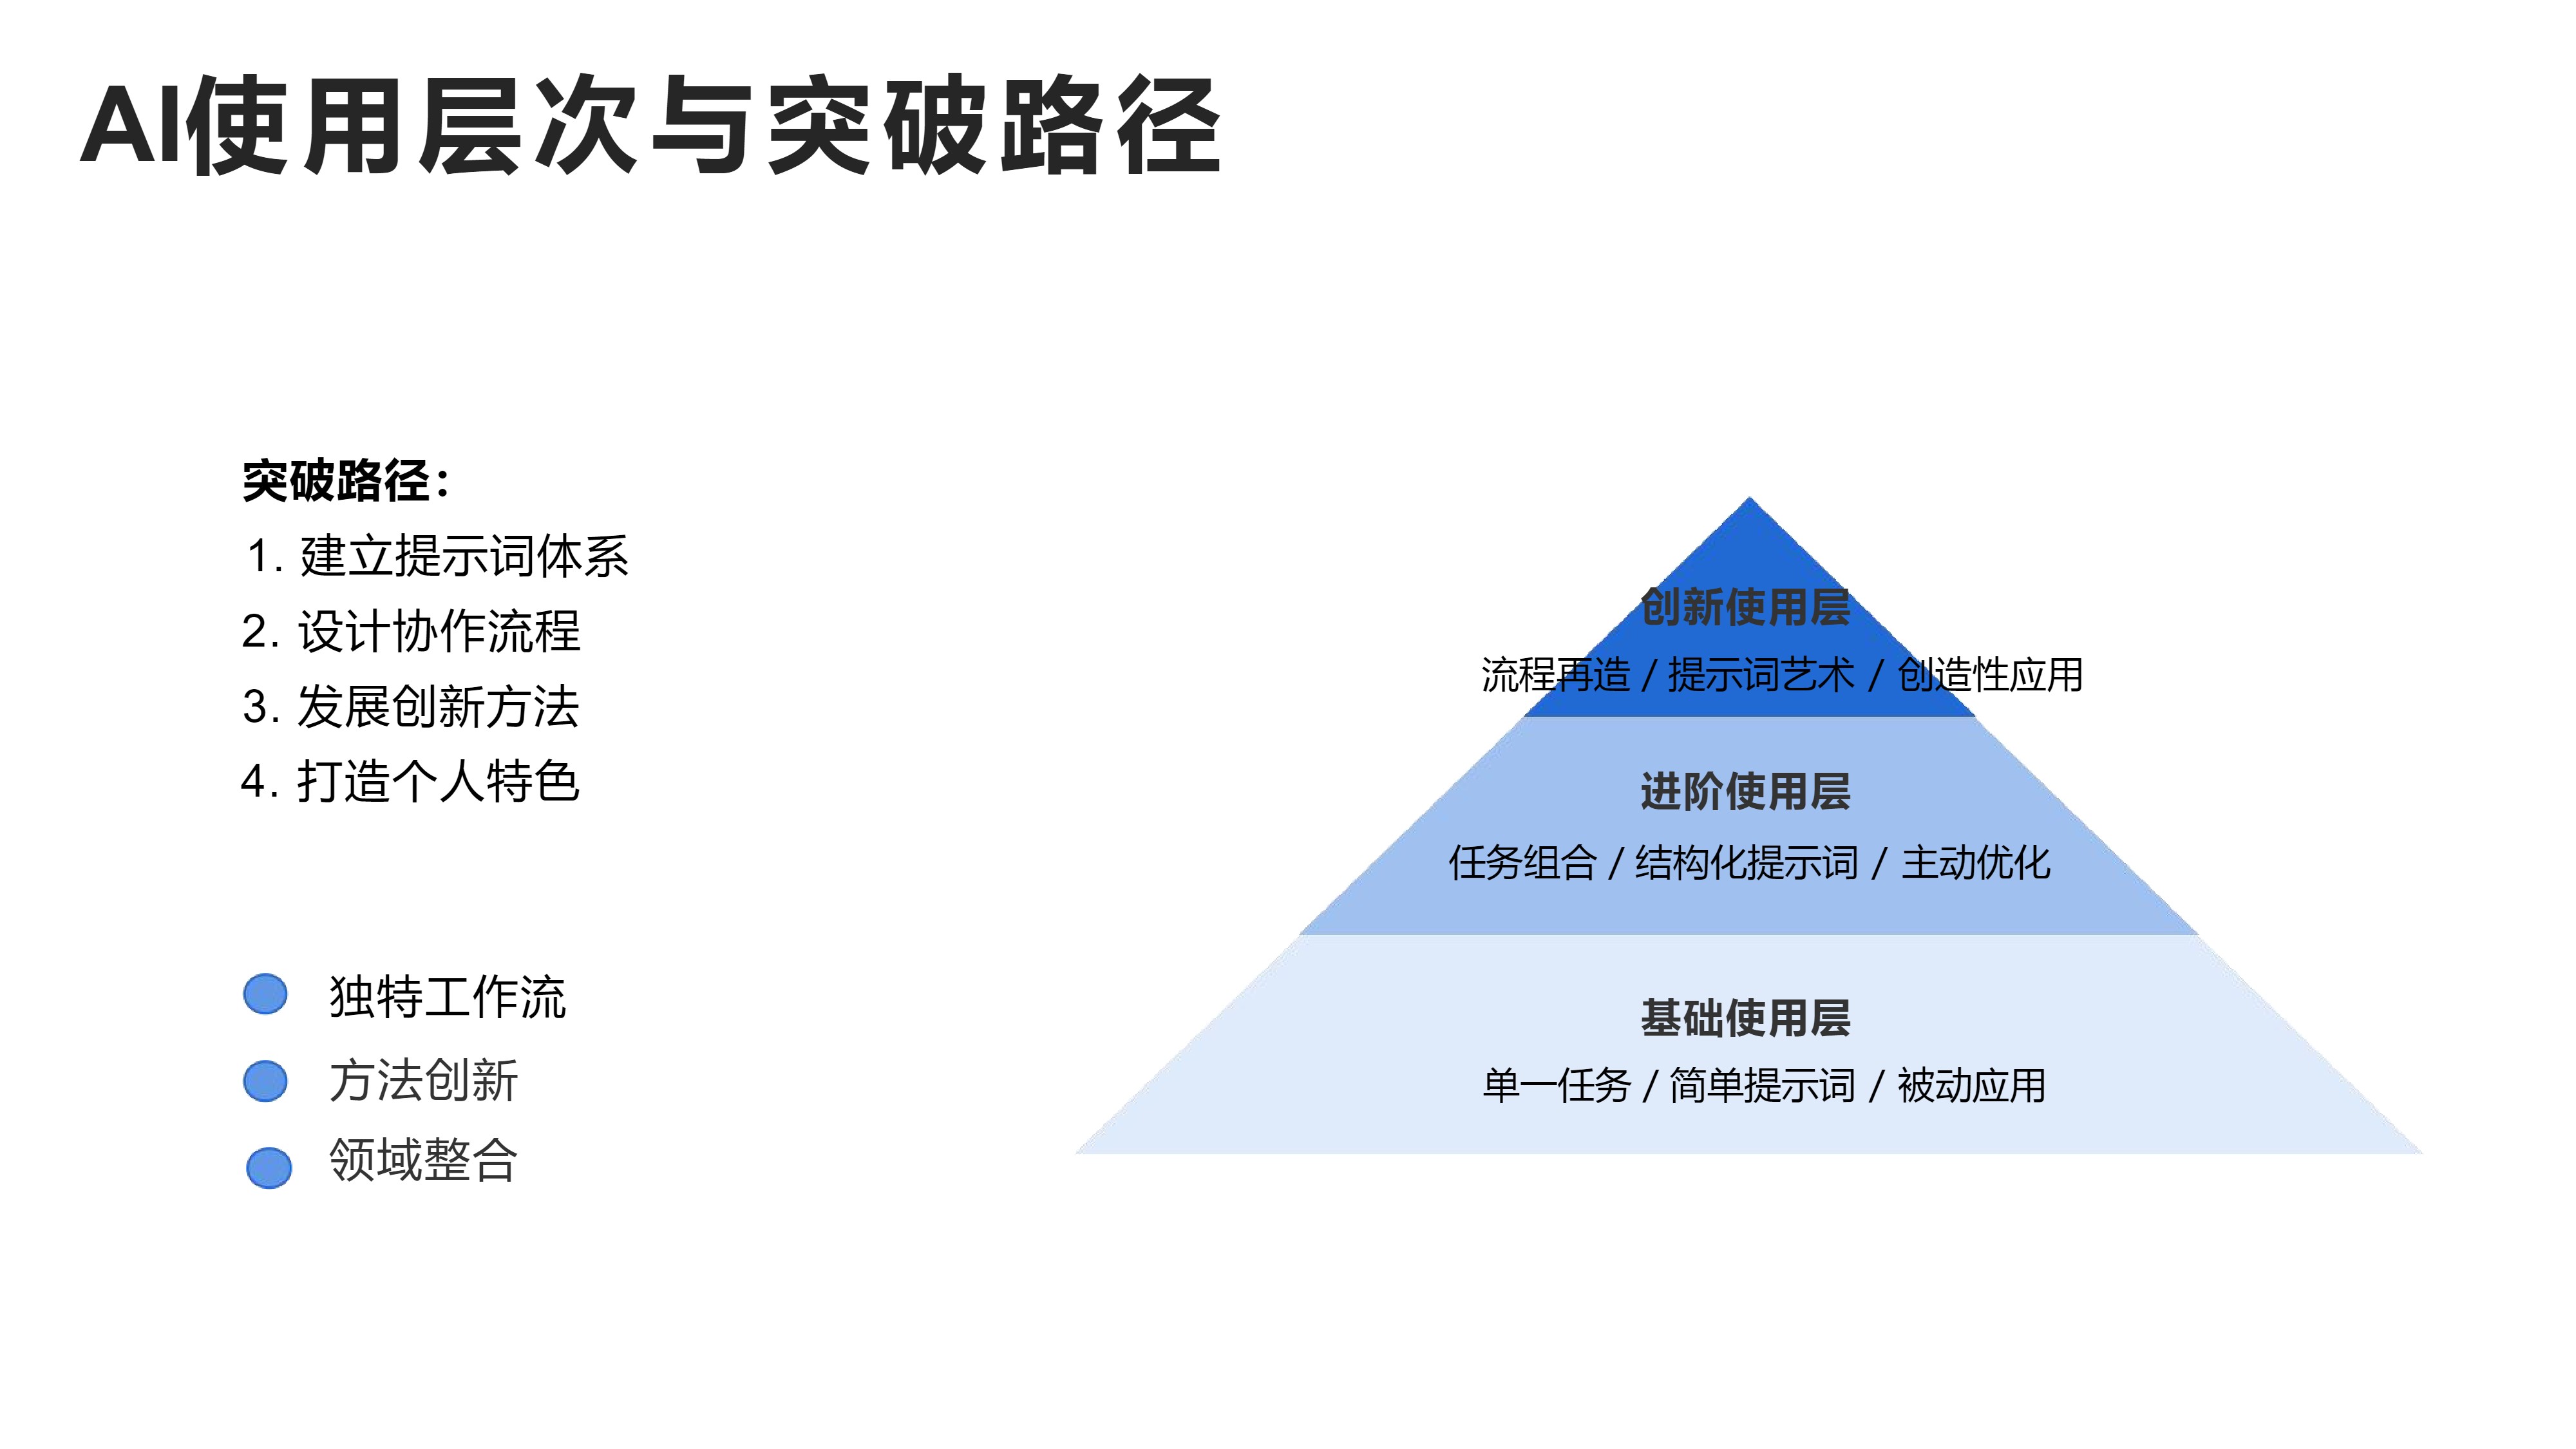 AI使用层次与突破路径
突破路径：
1. 建立提示词体系
2. 设计协作流程
3. 发展创新方法
4. 打造个人特色
独特工作流
方法创新
领域整合
创新使用层
流程再造 / 提示词艺术 / 创造性应用
进阶使用层
任务组合 / 结构化提示词 / 主动优化
基础使用层
单一任务 / 简单提示词 / 被动应用